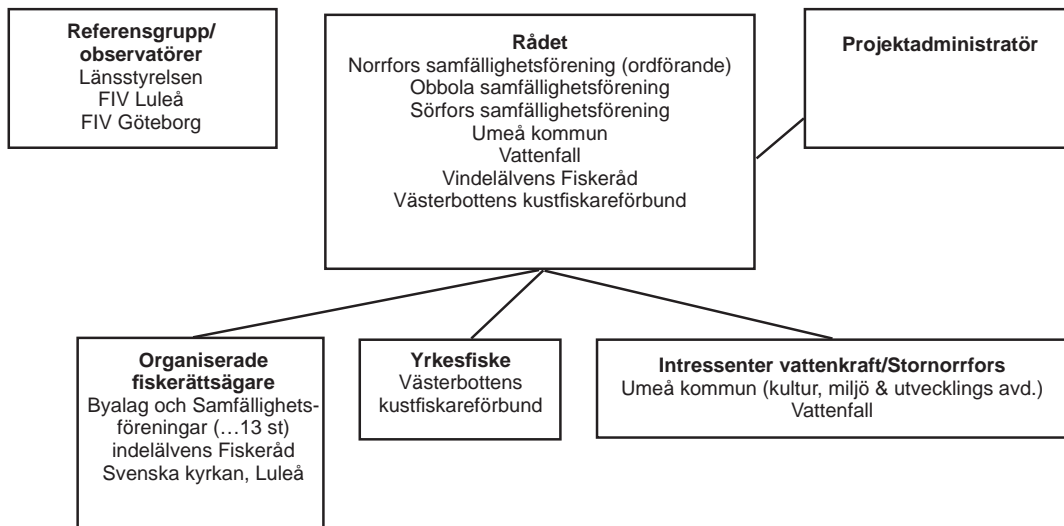 Referensgrupp/
observatörer
Länsstyrelsen
FIV Luleå
FIV Göteborg
Rådet
Norrfors samfällighetsförening (ordförande)
Obbola samfällighetsförening
Sörfors samfällighetsförening
Umeå kommun
Vattenfall
Vindelälvens Fiskeråd
Västerbottens kustfiskareförbund
Projektadministratör
Organiserade
fiskerättsägare
Byalag och Samfällighets-
föreningar (…13 st)
indelälvens Fiskeråd
Svenska kyrkan, Luleå
Yrkesfiske
Västerbottens
kustfiskareförbund
Intressenter vattenkraft/Stornorrfors
Umeå kommun (kultur, miljö & utvecklings avd.)
Vattenfall